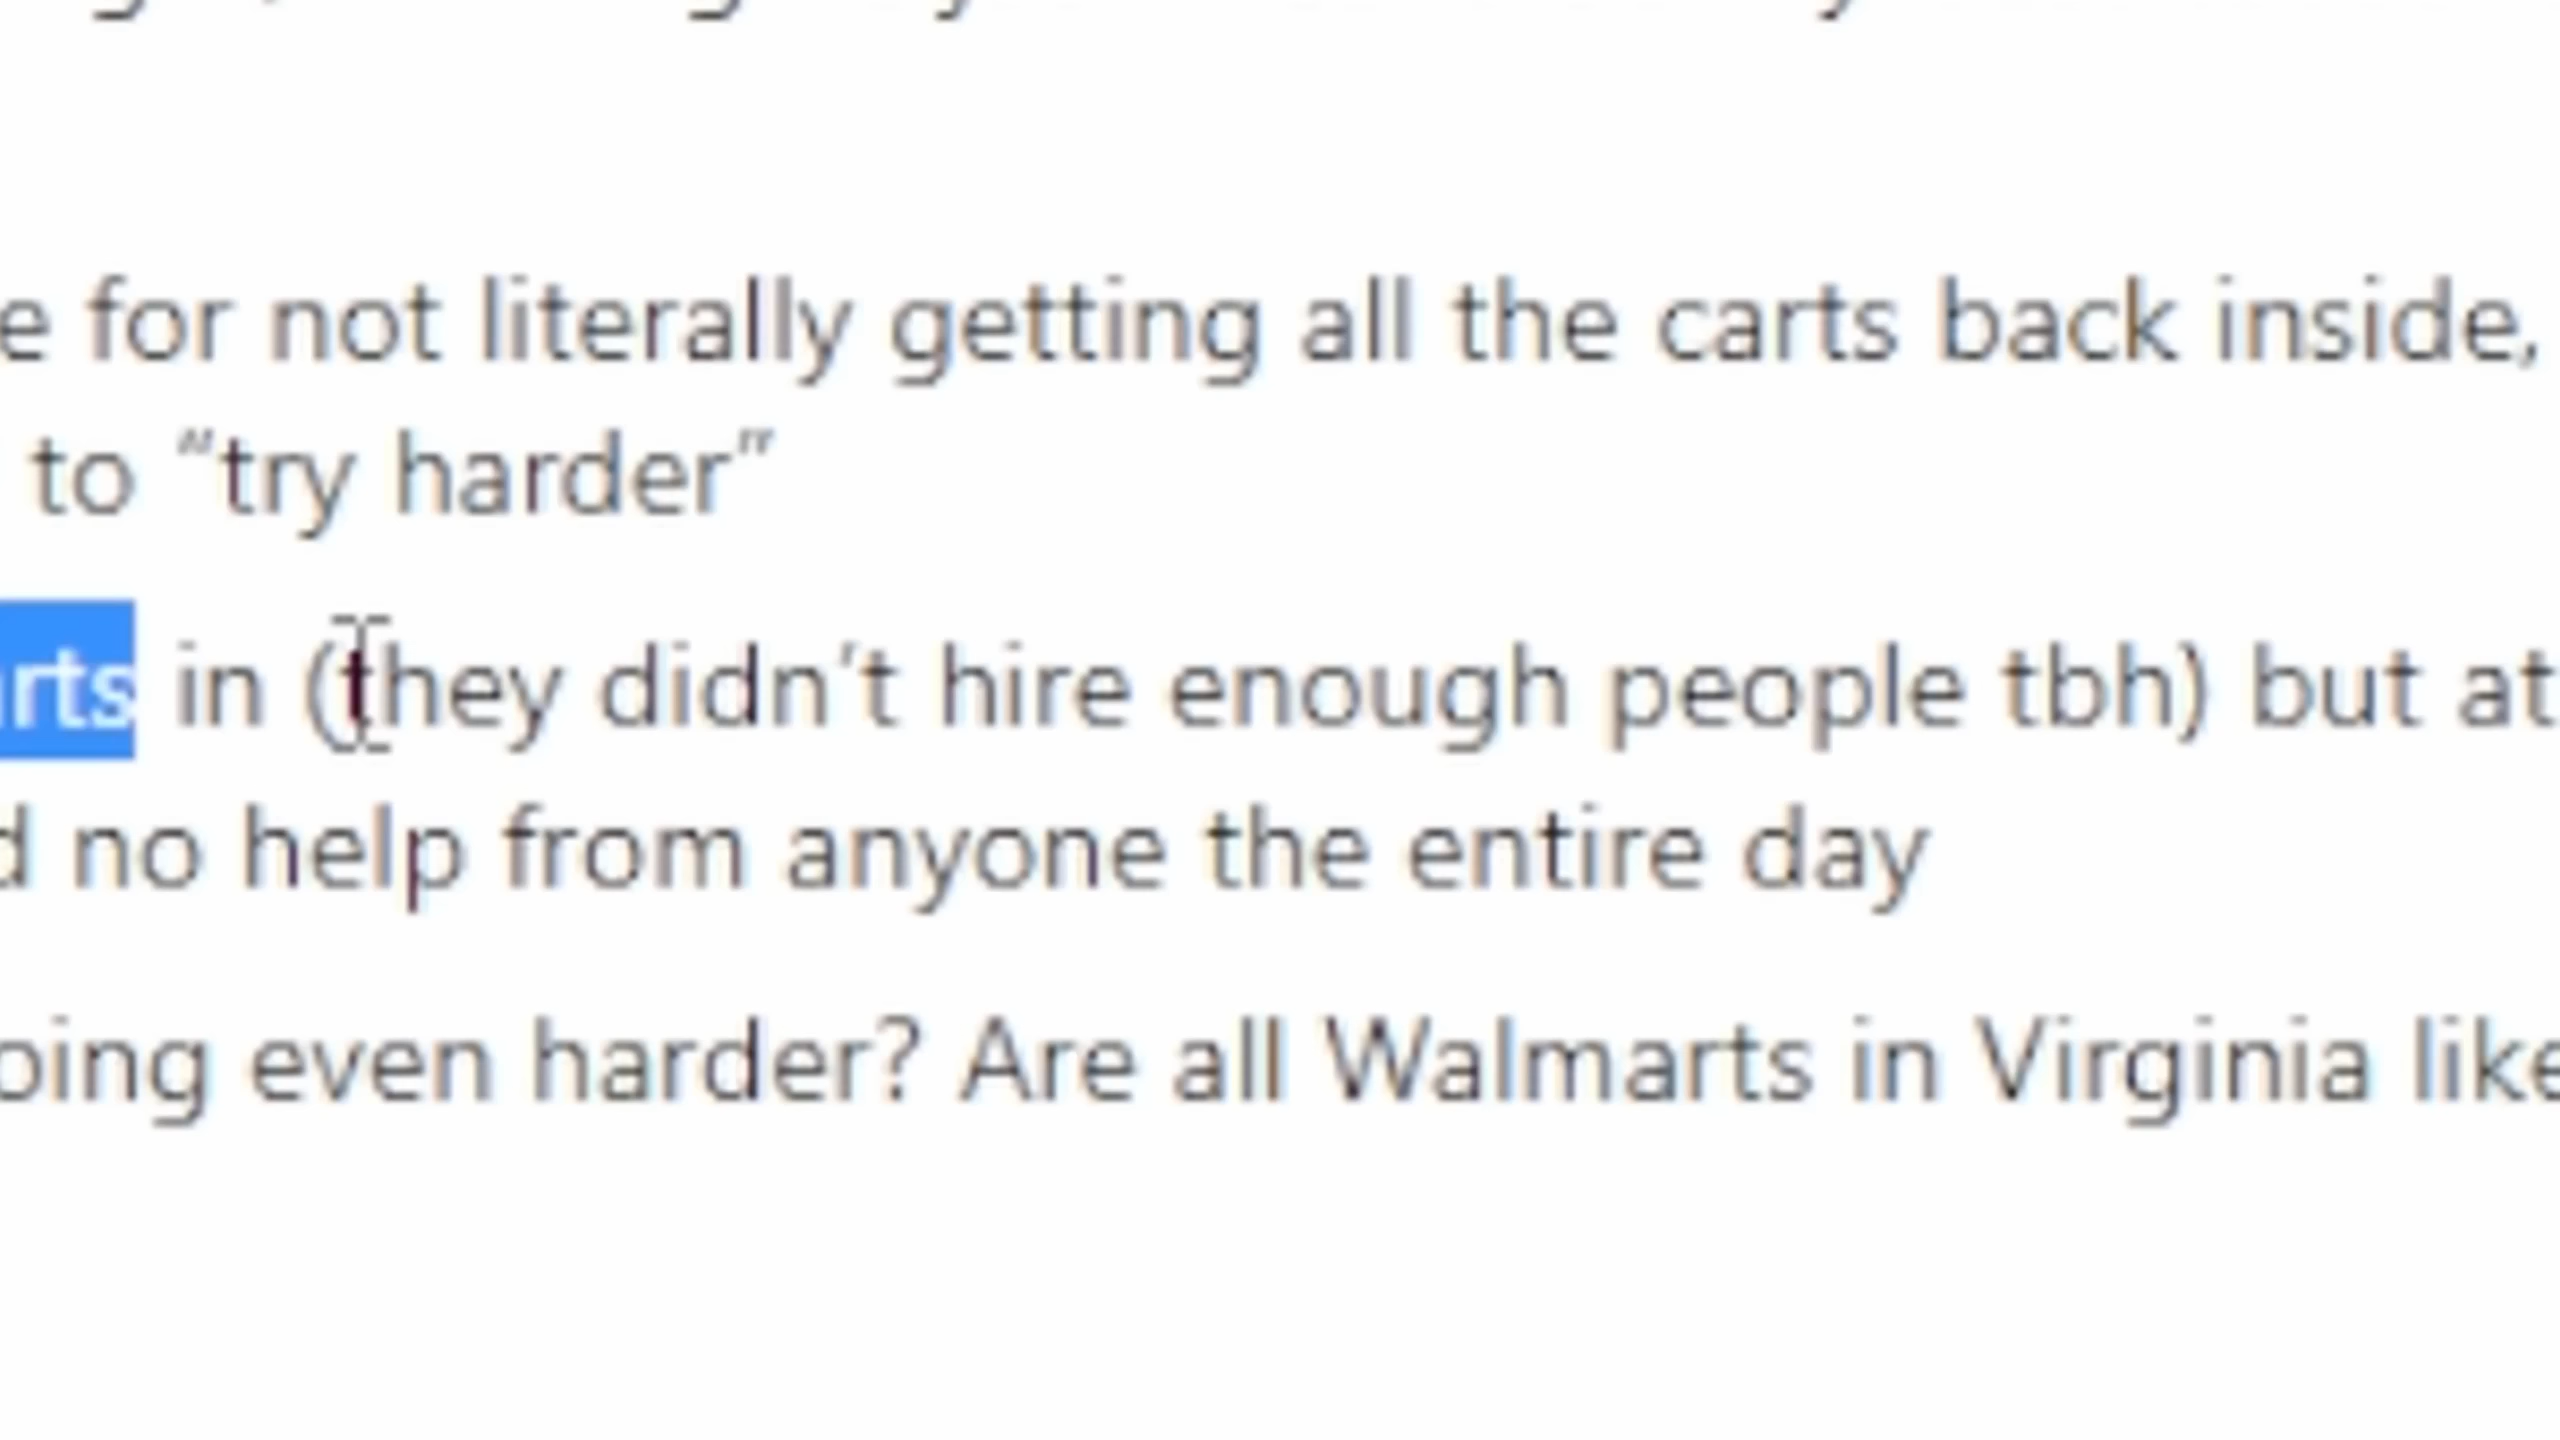 e for not literally getting all the carts back inside,
to “try harder”
arts in (they didn’t hire enough people tbh) but at
d no help from anyone the entire day
oing even harder? Are all Walmarts in Virginia like